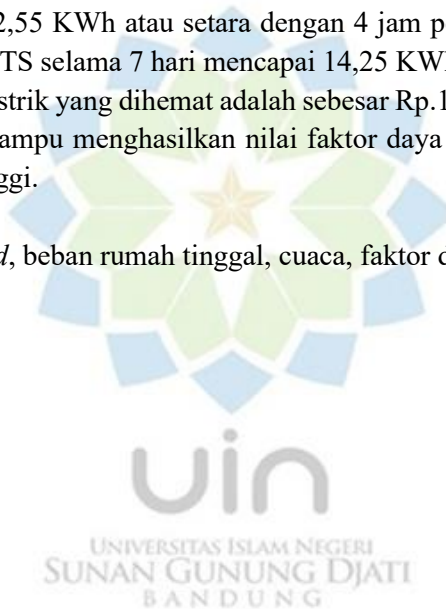 2,55 KWh atau setara dengan 4 jam p
TS selama 7 hari mencapai 14,25 KW
strik yang dihemat adalah sebesar Rp.1
ampu menghasilkan nilai faktor daya
ggi.
d, beban rumah tinggal, cuaca, faktor d
uin
UNIVERSITAS ISLAM NEGERI
SUNAN GUNUNG DJATI
BANDUNG